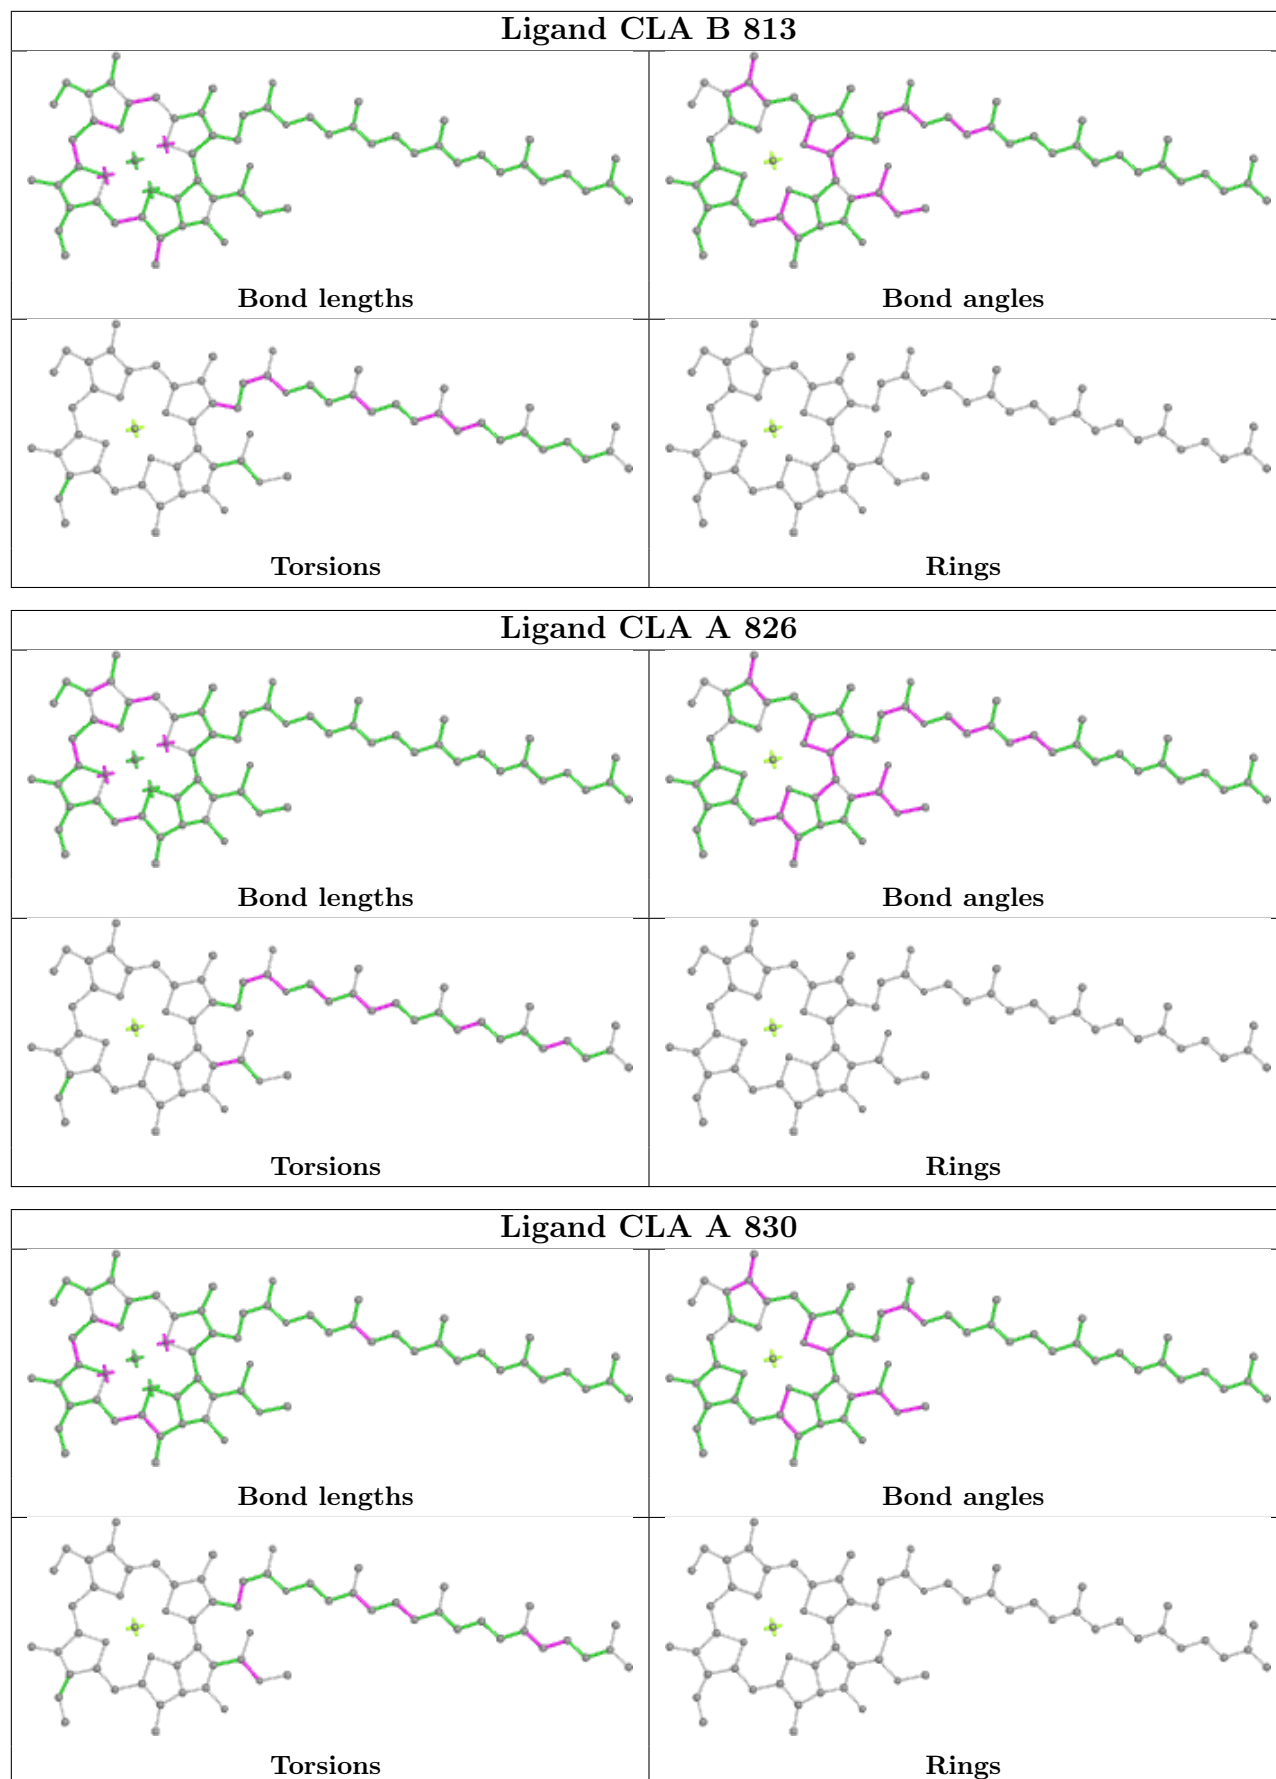 Ligand CLA B 813
Bond lengths
Bond angles
Torsions
Rings
Ligand CLA A 826
Bond lengths
Bond angles
Torsions
Rings
Ligand CLA A 830
Bond lengths
Bond angles
Torsions
Rings